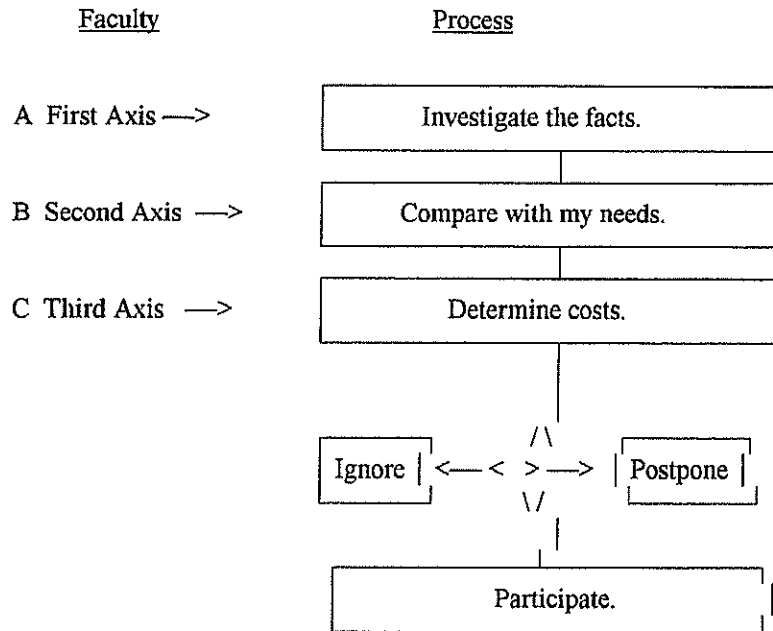 Faculty Process
A First Axis —> Investigate the facts.
B Second Axis —> Compare with my needs.
C Third Axis —> Determine costs.
/\
Ignore <— < > —> Postpone
\/
Participate.